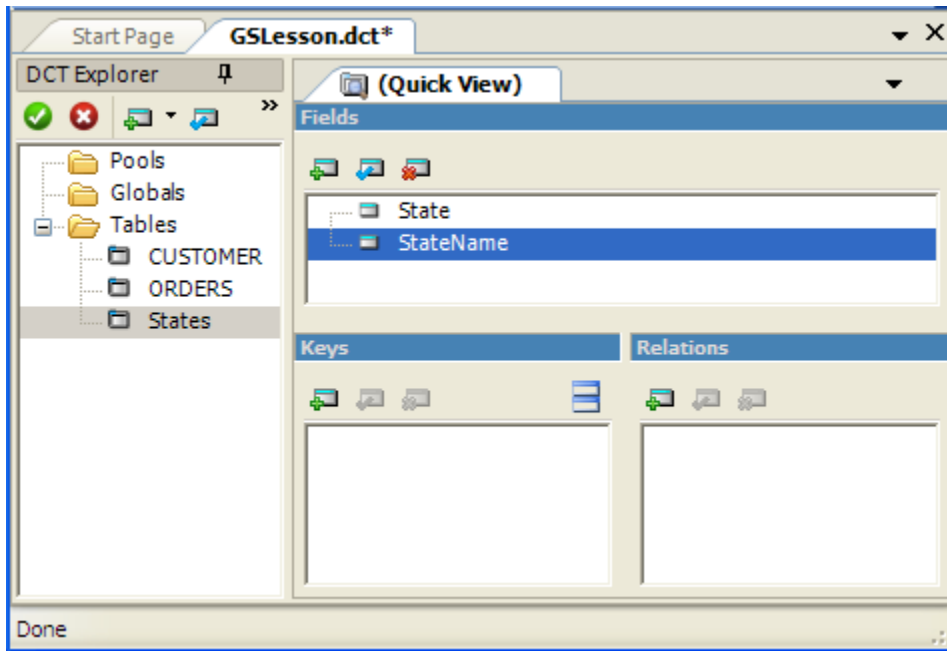 Start Page
GSLesson.dct*
DCT Explorer
(Quick View)
Fields
Pools
Globals
Tables
CUSTOMER
ORDERS
States
State
StateName
Keys
Relations
Done